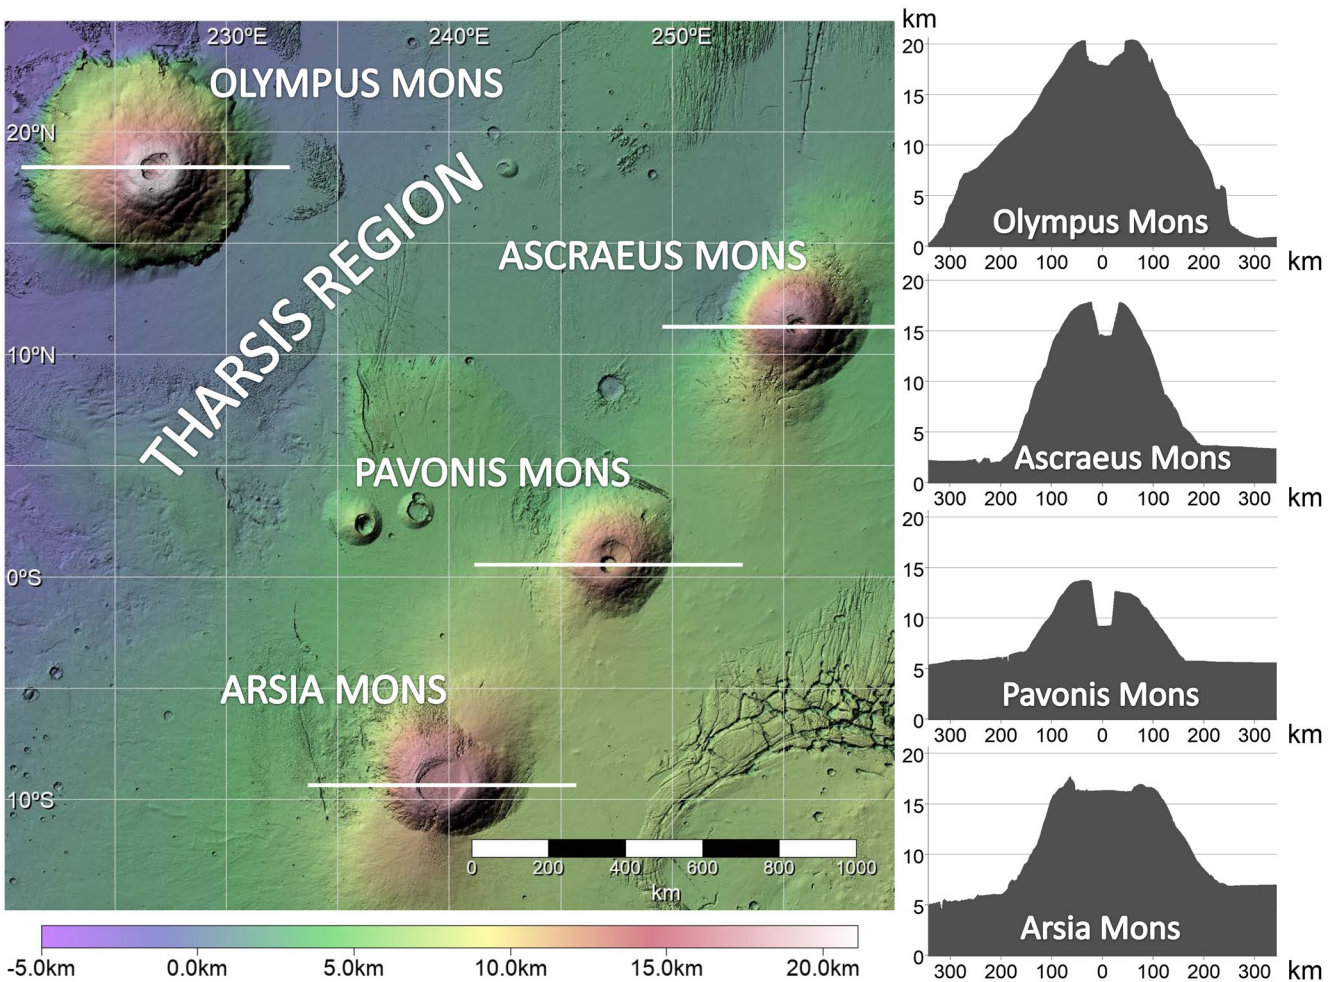 230ºE 240ºE 250ºE
OLYMPUS MONS
20ºN
THARSIS REGION
ASCRAEUS MONS
10ºN
PAVONIS MONS
0ºS
ARSIA MONS
10ºS
0 200 400 600 800 1000
km
-5.0km 0.0km 5.0km 10.0km 15.0km 20.0km
km
20
15
10
5
0
Olympus Mons
300 200 100 0 100 200 300 km
20
15
10
5
0
Ascraeus Mons
300 200 100 0 100 200 300 km
20
15
10
5
0
Pavonis Mons
300 200 100 0 100 200 300 km
20
15
10
5
0
Arsia Mons
300 200 100 0 100 200 300 km